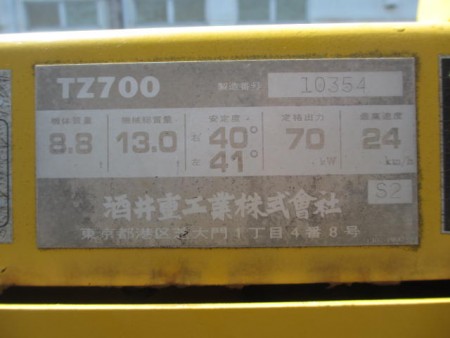 TZ700 製造番号 10354
機体質量 機械総質量 安定度 定格出力 最高速度
8.8 t 13.0 t 右 40° 左 41° 70 kW 24 km/h
S2
酒井重工業株式會社
東京都港区芝大門1丁目4番8号